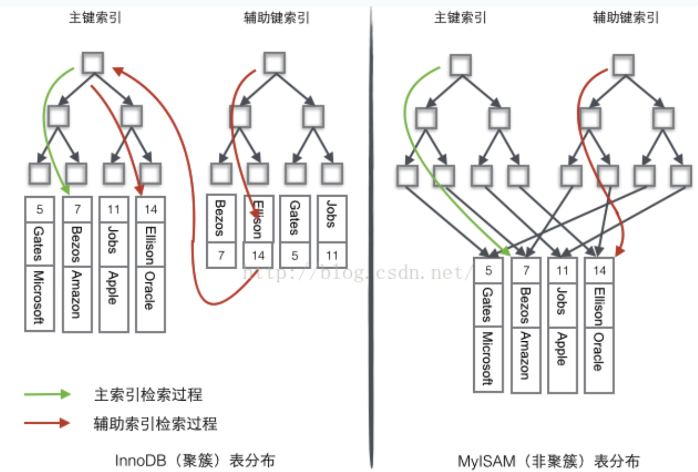 主键索引
辅助键索引
主键索引
辅助键索引
Bezos
Ellison
Gates
Jobs
7
14
5
11
5
7
11
14
Gates
Bezos
Jobs
Ellison
Microsoft
Amazon
Apple
Oracle
5
7
11
14
Gates
Bezos
Jobs
Ellison
Microsoft
Amazon
Apple
Oracle
http://blog.csdn.net/
主索引检索过程
辅助索引检索过程
InnoDB（聚簇）表分布
MyISAM（非聚簇）表分布